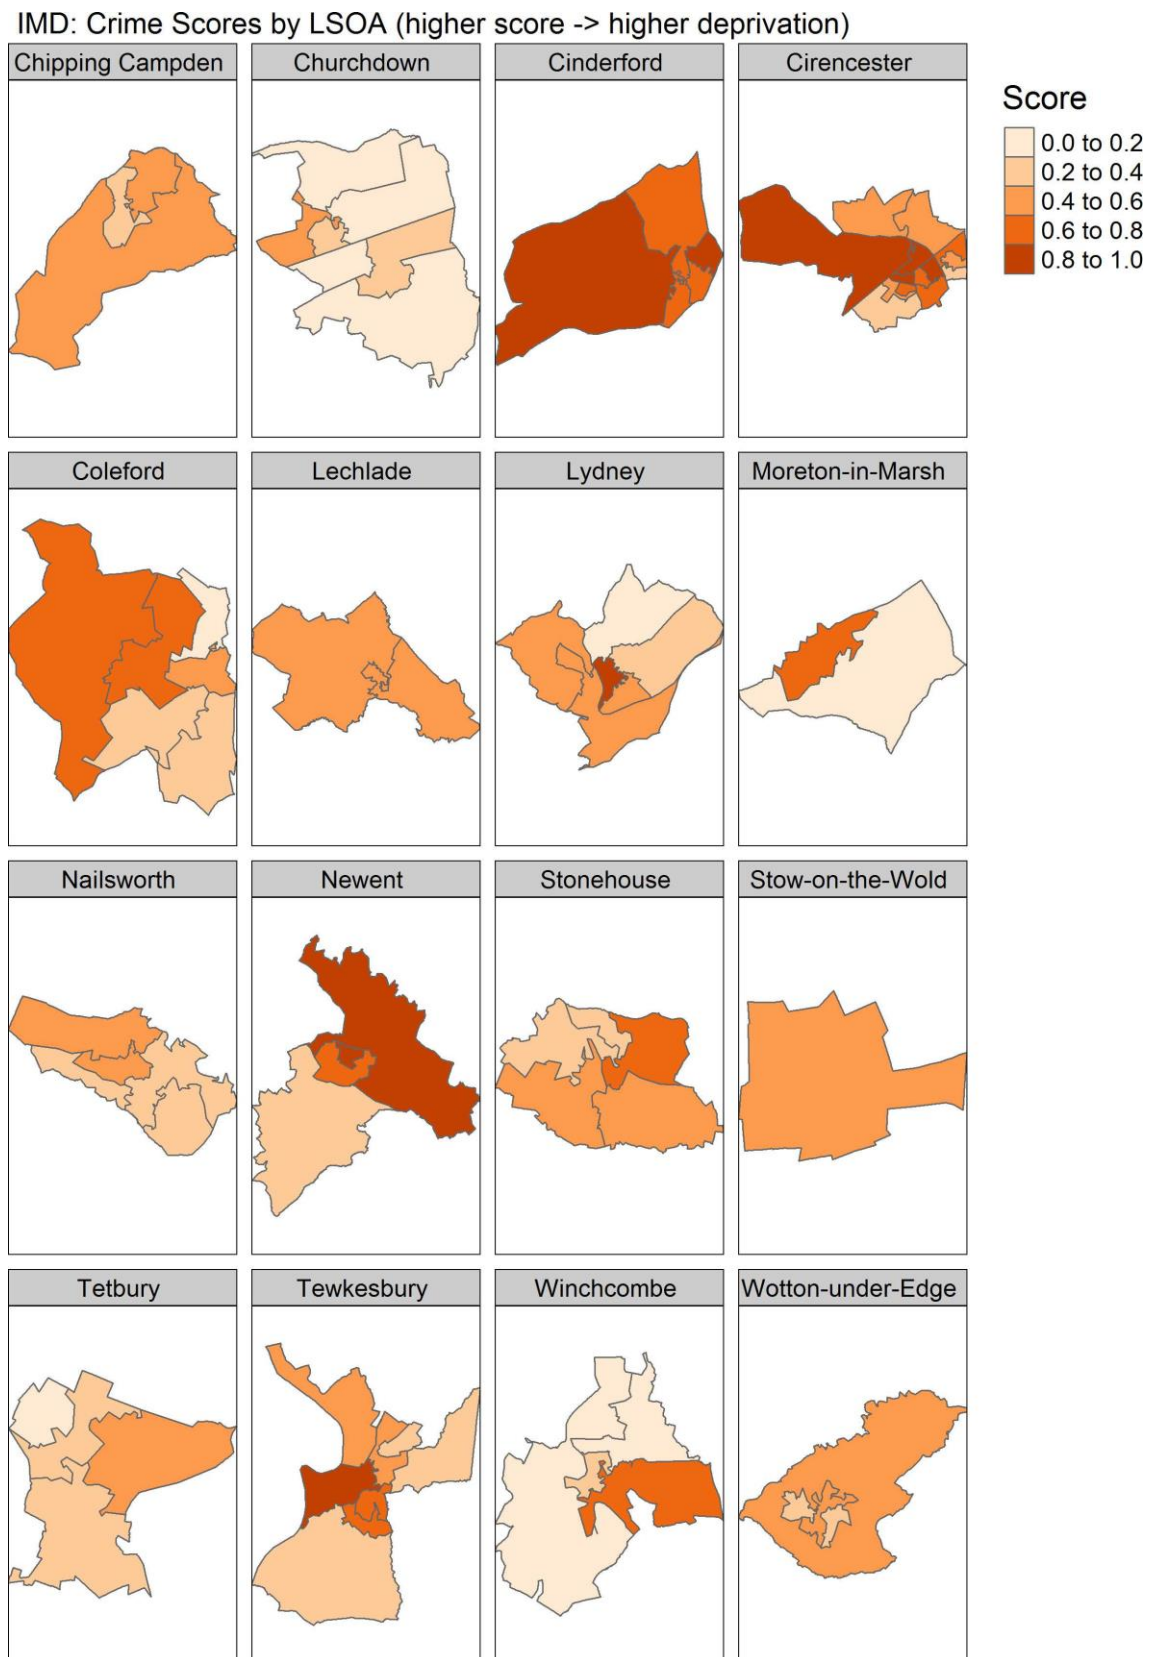 IMD: Crime Scores by LSOA (higher score -> higher deprivation)
Chipping Campden
Churchdown
Cinderford
Cirencester
Score
0.0 to 0.2
0.2 to 0.4
0.4 to 0.6
0.6 to 0.8
0.8 to 1.0
Coleford
Lechlade
Lydney
Moreton-in-Marsh
Nailsworth
Newent
Stonehouse
Stow-on-the-Wold
Tetbury
Tewkesbury
Winchcombe
Wotton-under-Edge